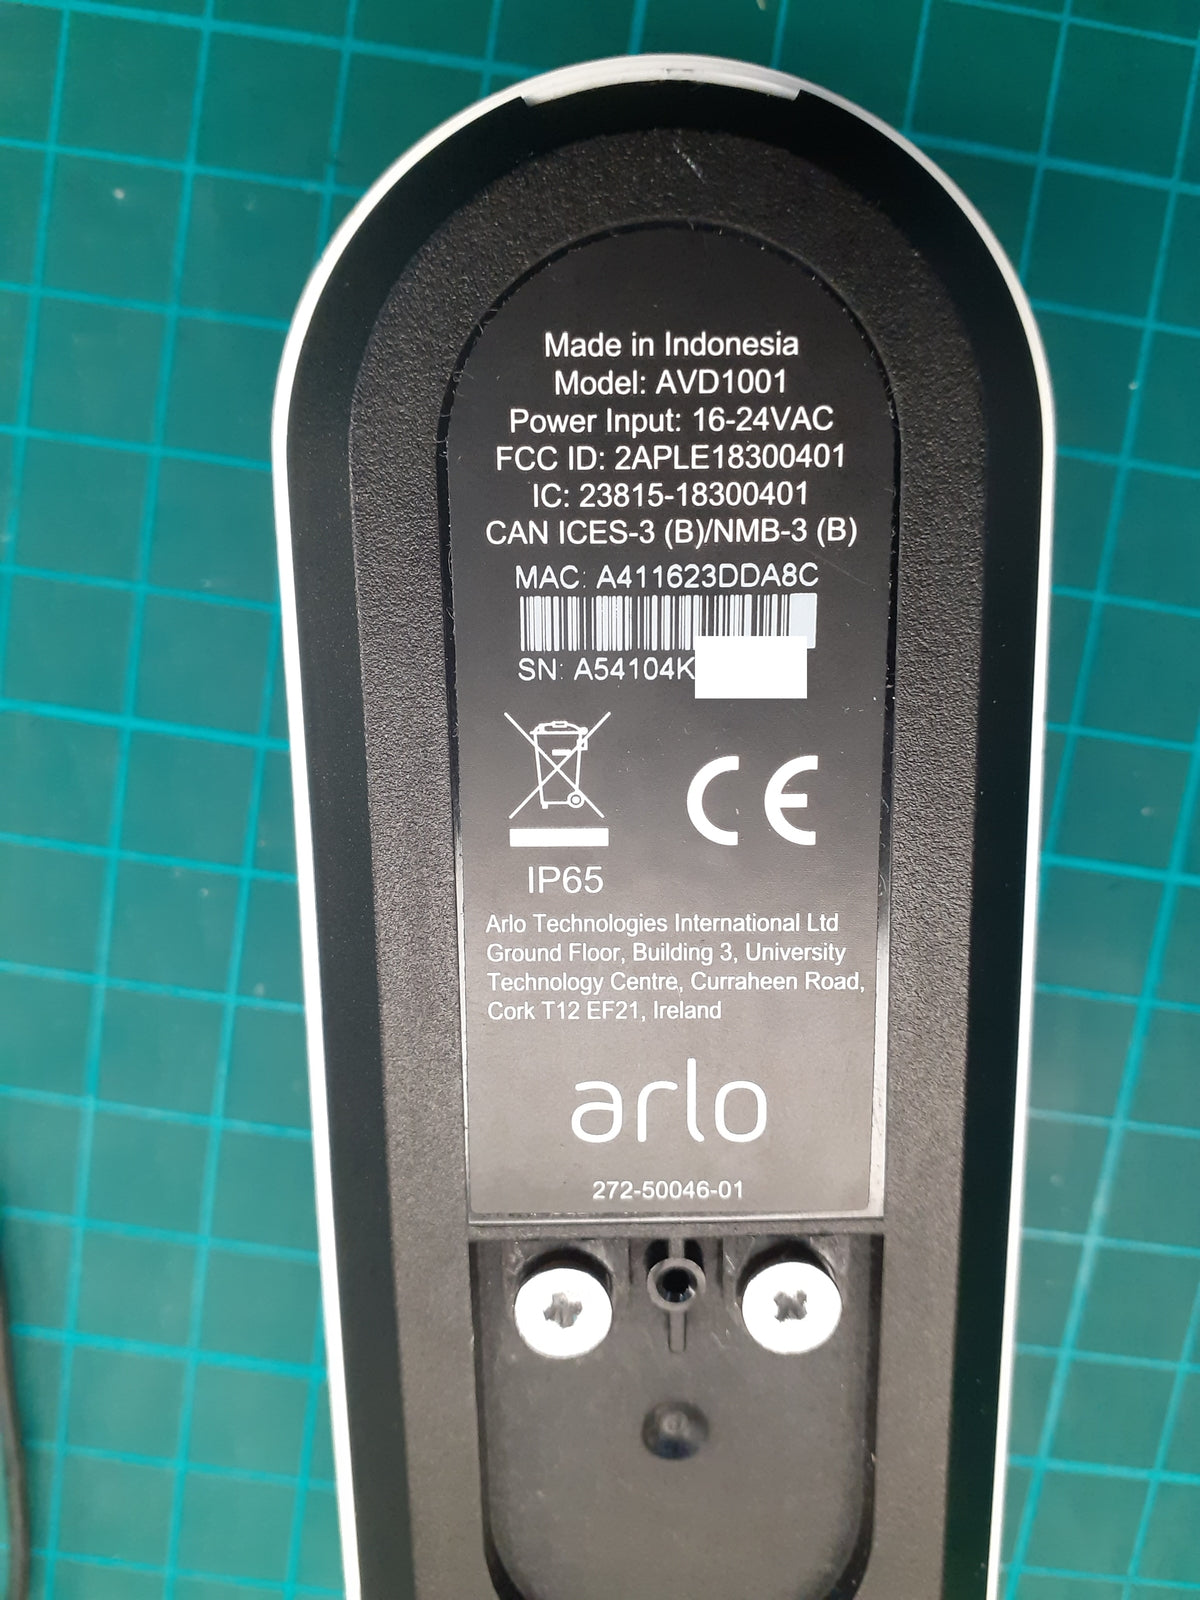 Made in Indonesia
Model: AVD1001
Power Input: 16-24VAC
FCC ID: 2APLE18300401
IC: 23815-18300401
CAN ICES-3 (B)/NMB-3 (B)
MAC: A411623DDA8C
SN: A54104K
CE
IP65
Arlo Technologies International Ltd
Ground Floor, Building 3, University
Technology Centre, Curraheen Road,
Cork T12 EF21, Ireland
arlo
272-50046-01